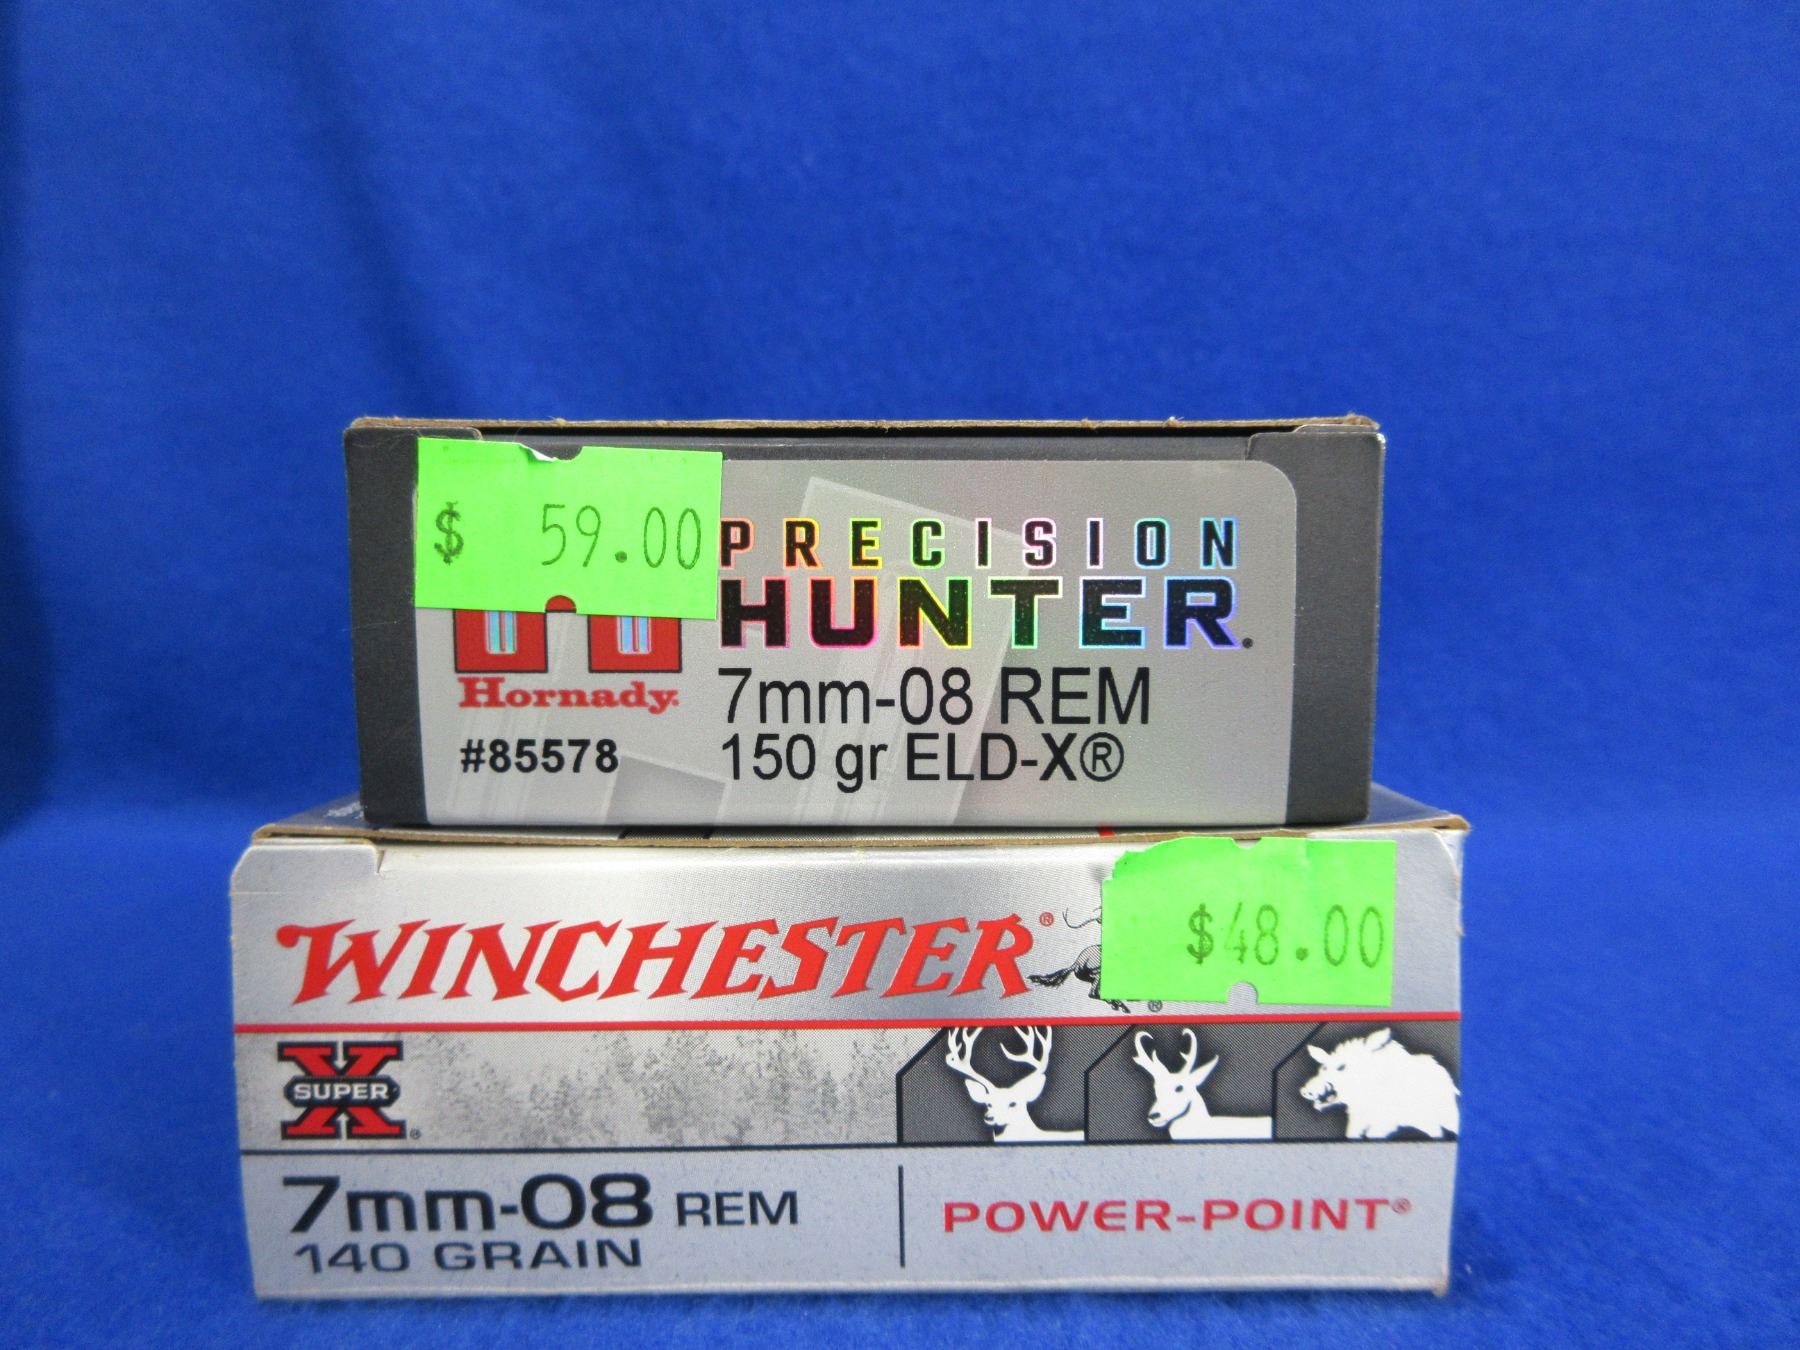 $ 59.00
PRECISION
HUNTER.
Hornady.
7mm-08 REM
#85578
150 gr ELD-X®
WINCHESTER®
$48.00
®
SUPER X®
7mm-08 REM
140 GRAIN
POWER-POINT®